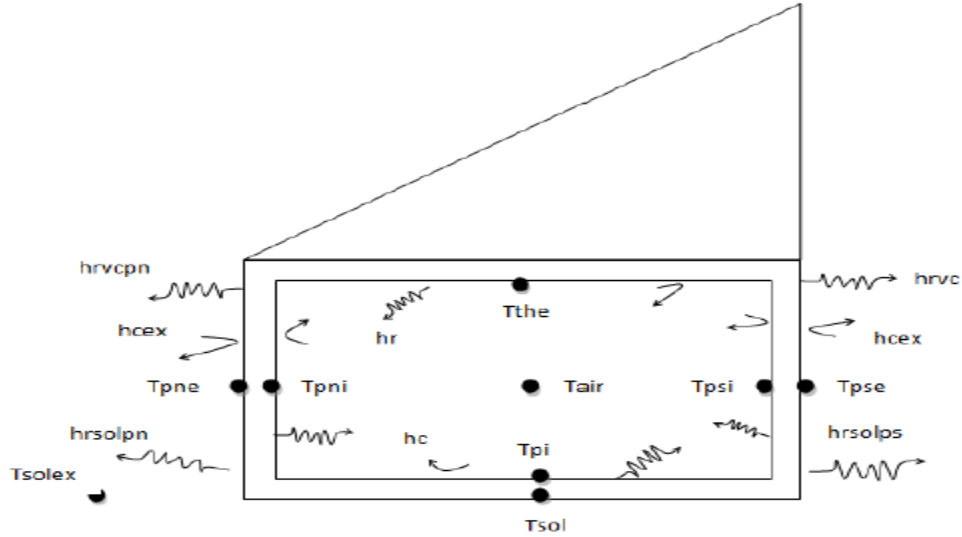 hrvcpn
hrvc
Tthe
hcex
hr
hcex
Tpne
Tpni
Tair
Tpsi
Tpse
hrsolpn
hc
Tpi
hrsolps
Tsolex
Tsol